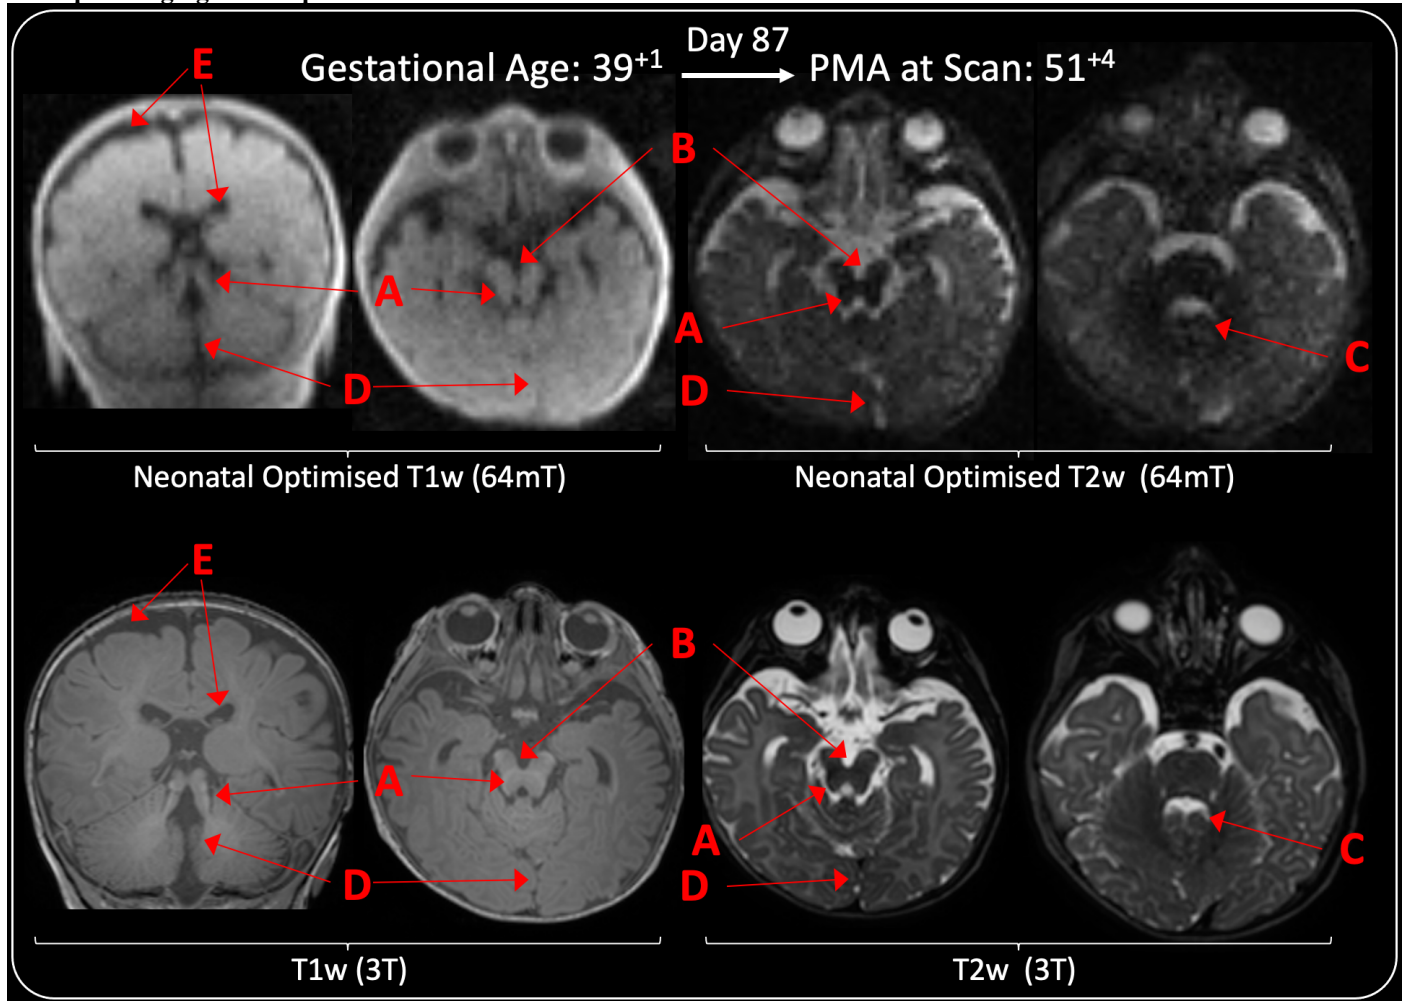 Day 87
Gestational Age: 39+1
PMA at Scan: 51+4
E
B
A
A
C
D
D
Neonatal Optimised T1w (64mT)
Neonatal Optimised T2w (64mT)
E
B
A
A
C
D
D
T1w (3T)
T2w (3T)